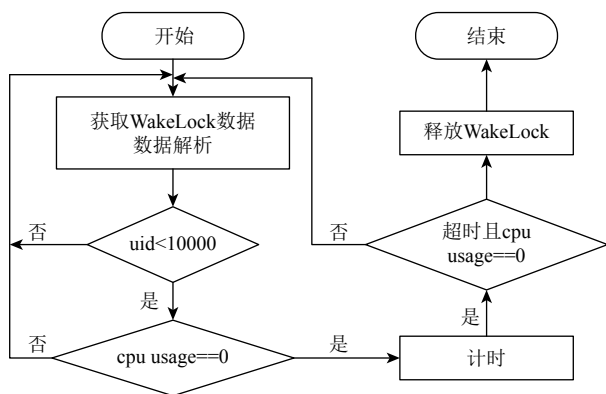 开始
获取WakeLock数据
数据解析
uid<10000
否
是
cpu usage==0
否
是
计时
是
超时且cpu
usage==0
否
释放WakeLock
结束